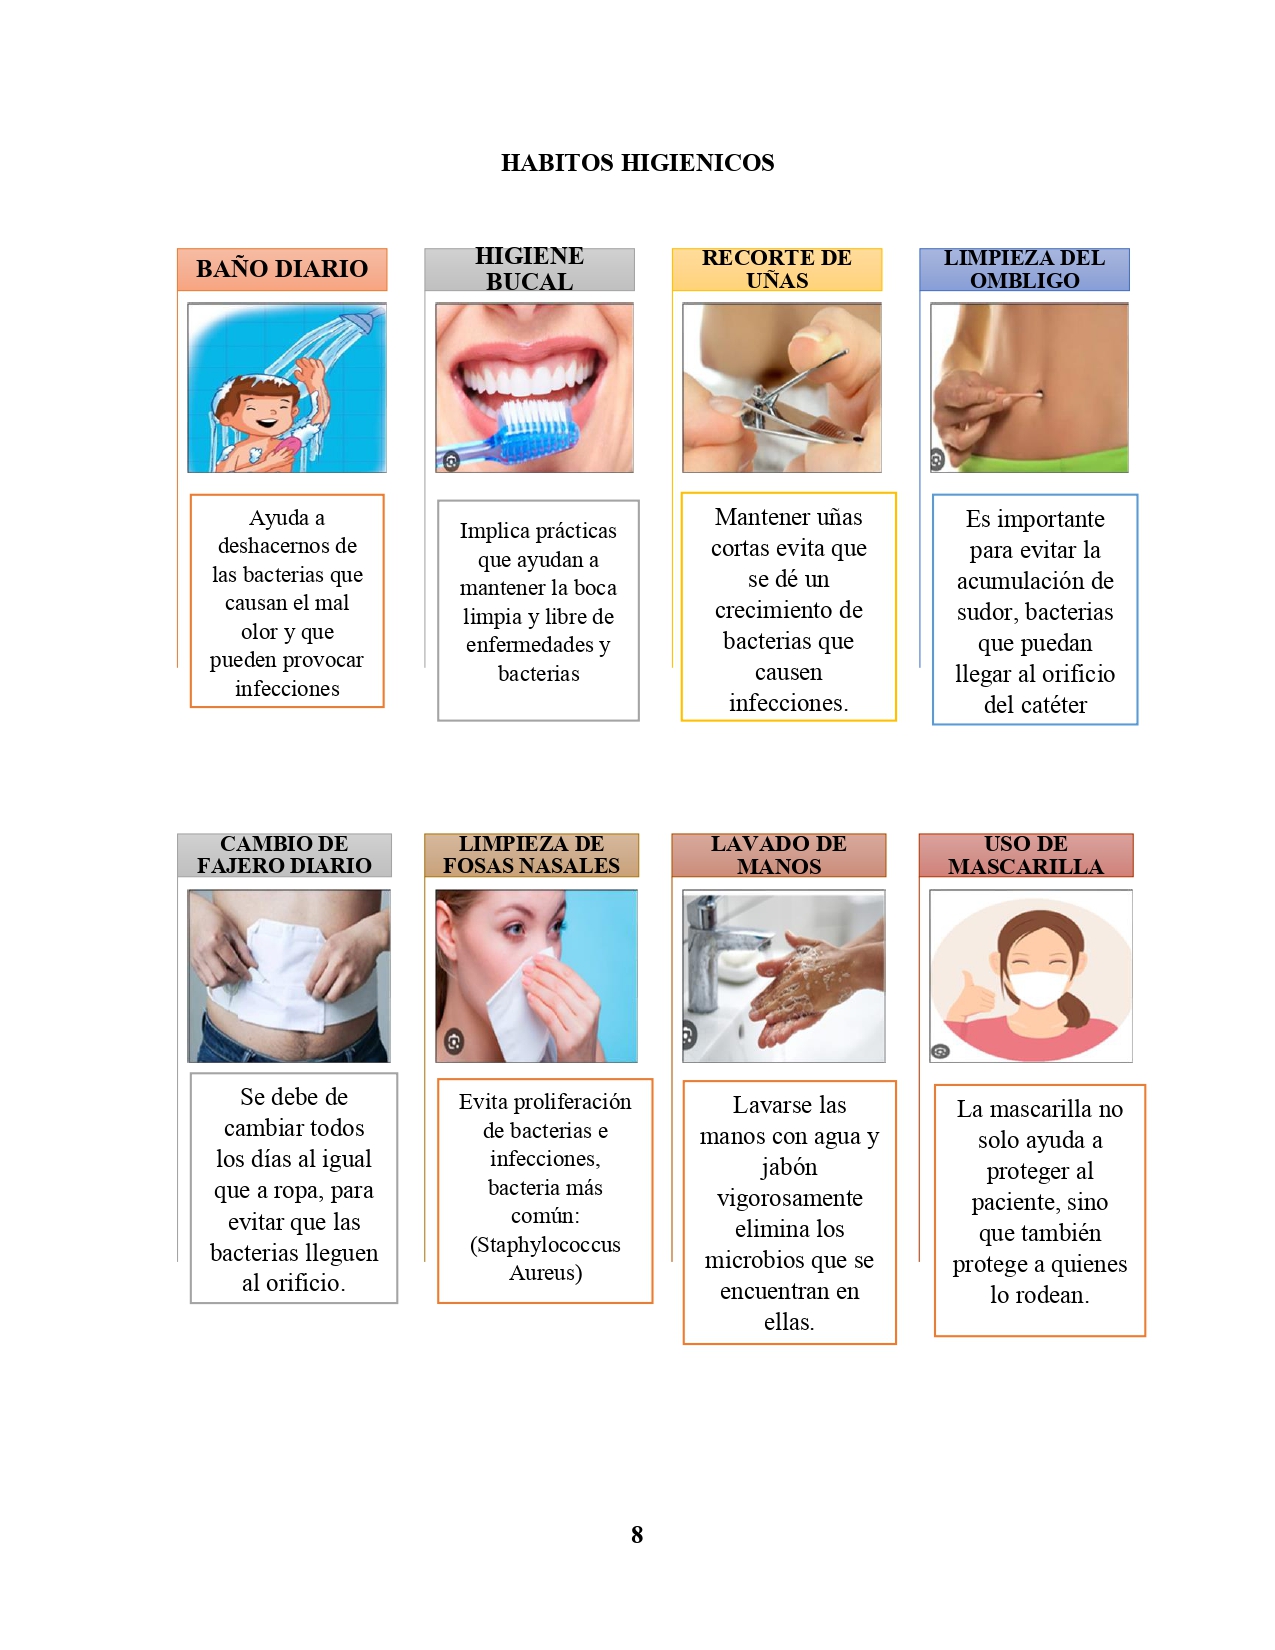 HABITOS HIGIENICOS
BAÑO DIARIO
Ayuda a
deshacernos de
las bacterias que
causan el mal
olor y que
pueden provocar
infecciones
HIGIENE
BUCAL
Implica prácticas
que ayudan a
mantener la boca
limpia y libre de
enfermedades y
bacterias
RECORTE DE
UÑAS
Mantener uñas
cortas evita que
se dé un
crecimiento de
bacterias que
causen
infecciones.
LIMPIEZA DEL
OMBLIGO
Es importante
para evitar la
acumulación de
sudor, bacterias
que puedan
llegar al orificio
del catéter
CAMBIO DE
FAJERO DIARIO
Se debe de
cambiar todos
los días al igual
que a ropa, para
evitar que las
bacterias lleguen
al orificio.
LIMPIEZA DE
FOSAS NASALES
Evita proliferación
de bacterias e
infecciones,
bacteria más
común:
(Staphylococcus
Aureus)
LAVADO DE
MANOS
Lavarse las
manos con agua y
jabón
vigorosamente
elimina los
microbios que se
encuentran en
ellas.
USO DE
MASCARILLA
La mascarilla no
solo ayuda a
proteger al
paciente, sino
que también
protege a quienes
lo rodean.
8